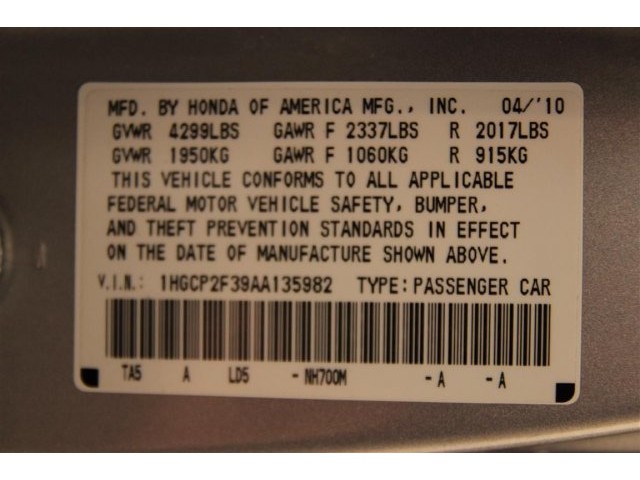 MFD. BY HONDA OF AMERICA MFG., INC. 04/'10
GVWR 4299LBS GAWR F 2337LBS R 2017LBS
GVWR 1950KG GAWR F 1060KG R 915KG
THIS VEHICLE CONFORMS TO ALL APPLICABLE
FEDERAL MOTOR VEHICLE SAFETY, BUMPER,
AND THEFT PREVENTION STANDARDS IN EFFECT
ON THE DATE OF MANUFACTURE SHOWN ABOVE.
V.I.N.: 1HGCP2F39AA135982 TYPE: PASSENGER CAR
TA5 A LD5 - NH700M - A - A